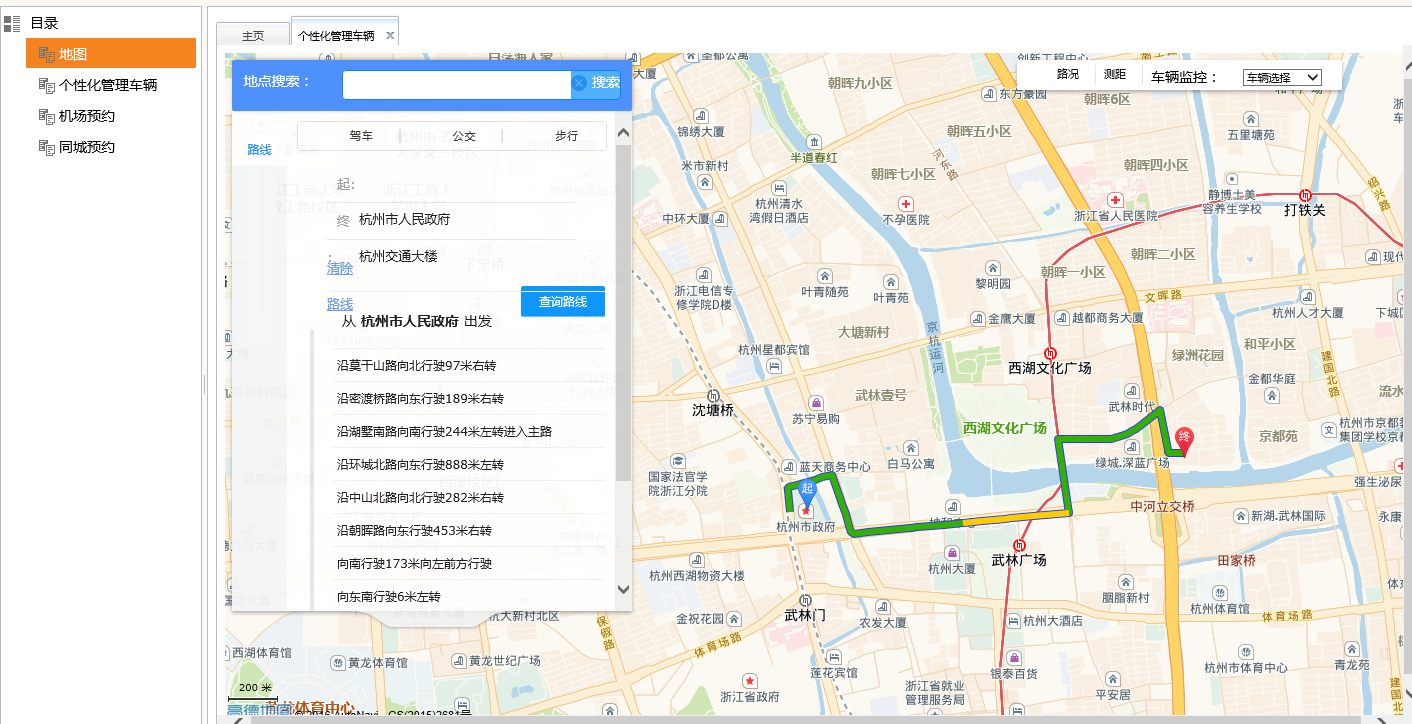 目录
地图
个性化管理车辆
机场预约
同城预约
主页
个性化管理车辆
地点搜索：
搜索
路线
驾车
公交
步行
起:
终
杭州市人民政府
:
杭州交通大楼
清除
路线
查询路线
从 杭州市人民政府 出发
沿莫干山路向北行驶97米右转
沿密渡桥路向东行驶189米右转
沿湖墅南路向南行驶244米左转进入主路
沿环城北路向东行驶888米左转
沿中山北路向北行驶282米右转
沿朝晖路向东行驶453米右转
向南行驶173米向左前方行驶
向东南行驶6米左转
路况
测距
车辆监控：
车辆选择
朝晖九小区
东方豪园
朝晖6区
五里塘苑
锦绣大厦
半道春红
朝晖五小区
河东路
米市新村
朝晖七小区
朝晖四小区
绍兴路
中环大厦
杭州清水
湾假日酒店
不孕医院
浙江省人民医院
静博士美
容养生学校
打铁关
朝晖二小区
朝晖一小区
黎明园
浙江电信专
修学院D楼
叶青随苑
叶青苑
文晖路
杭州人才大厦
金鹰大厦
越都商务大厦
大塘新村
京杭运河
杭州星都宾馆
西湖文化广场
绿洲花园
和平小区
建国北路
金都华庭
沈塘桥
苏宁易购
武林壹号
武林时代
西湖文化广场
京都苑
终
国家法官学
院浙江分院
蓝天商务中心
白马公寓
绿城.深蓝广场
起
杭州市政府
中河立交桥
新湖.武林国际
武林广场
杭州大厦
田家桥
杭州西湖物资大楼
胭脂新村
杭州体育馆
体育场路
金祝花园
武林门
农发大厦
杭州大酒店
保俶路
体育场路
西湖体育馆
黄龙体育馆
黄龙世纪广场
莲花宾馆
银泰百货
杭州市体育中心
青龙苑
浙江省政府
浙江省就业
管理服务局
平安居
200 米